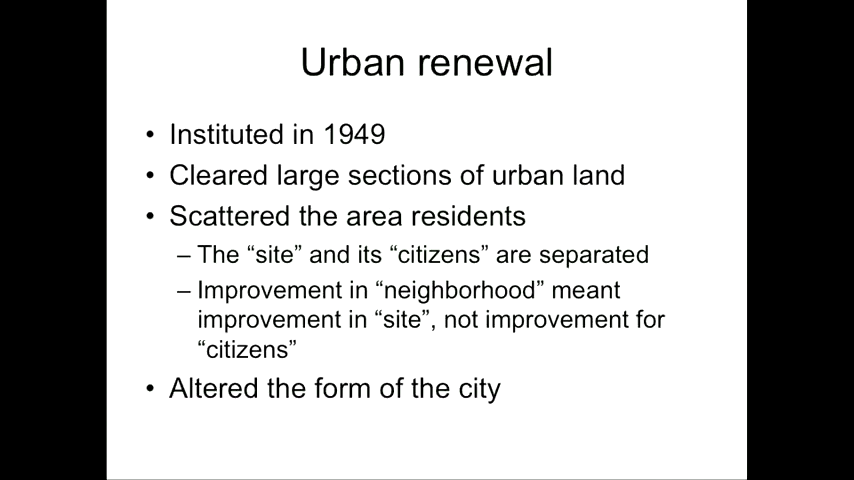 Urban renewal
• Instituted in 1949
• Cleared large sections of urban land
• Scattered the area residents
– The “site” and its “citizens” are separated
– Improvement in “neighborhood” meant
improvement in “site”, not improvement for
“citizens”
• Altered the form of the city